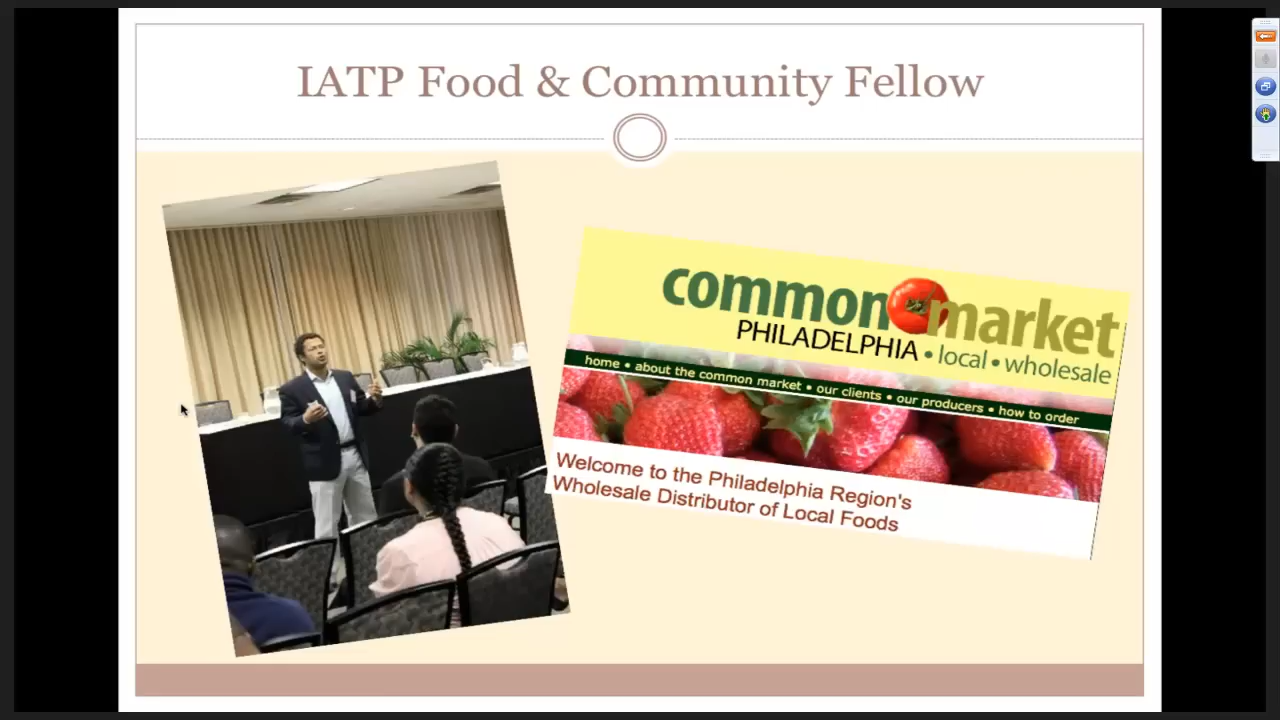 IATP Food & Community Fellow
common market
PHILADELPHIA • local • wholesale
home • about the common market • our clients • our producers • how to order
Welcome to the Philadelphia Region's
Wholesale Distributor of Local Foods